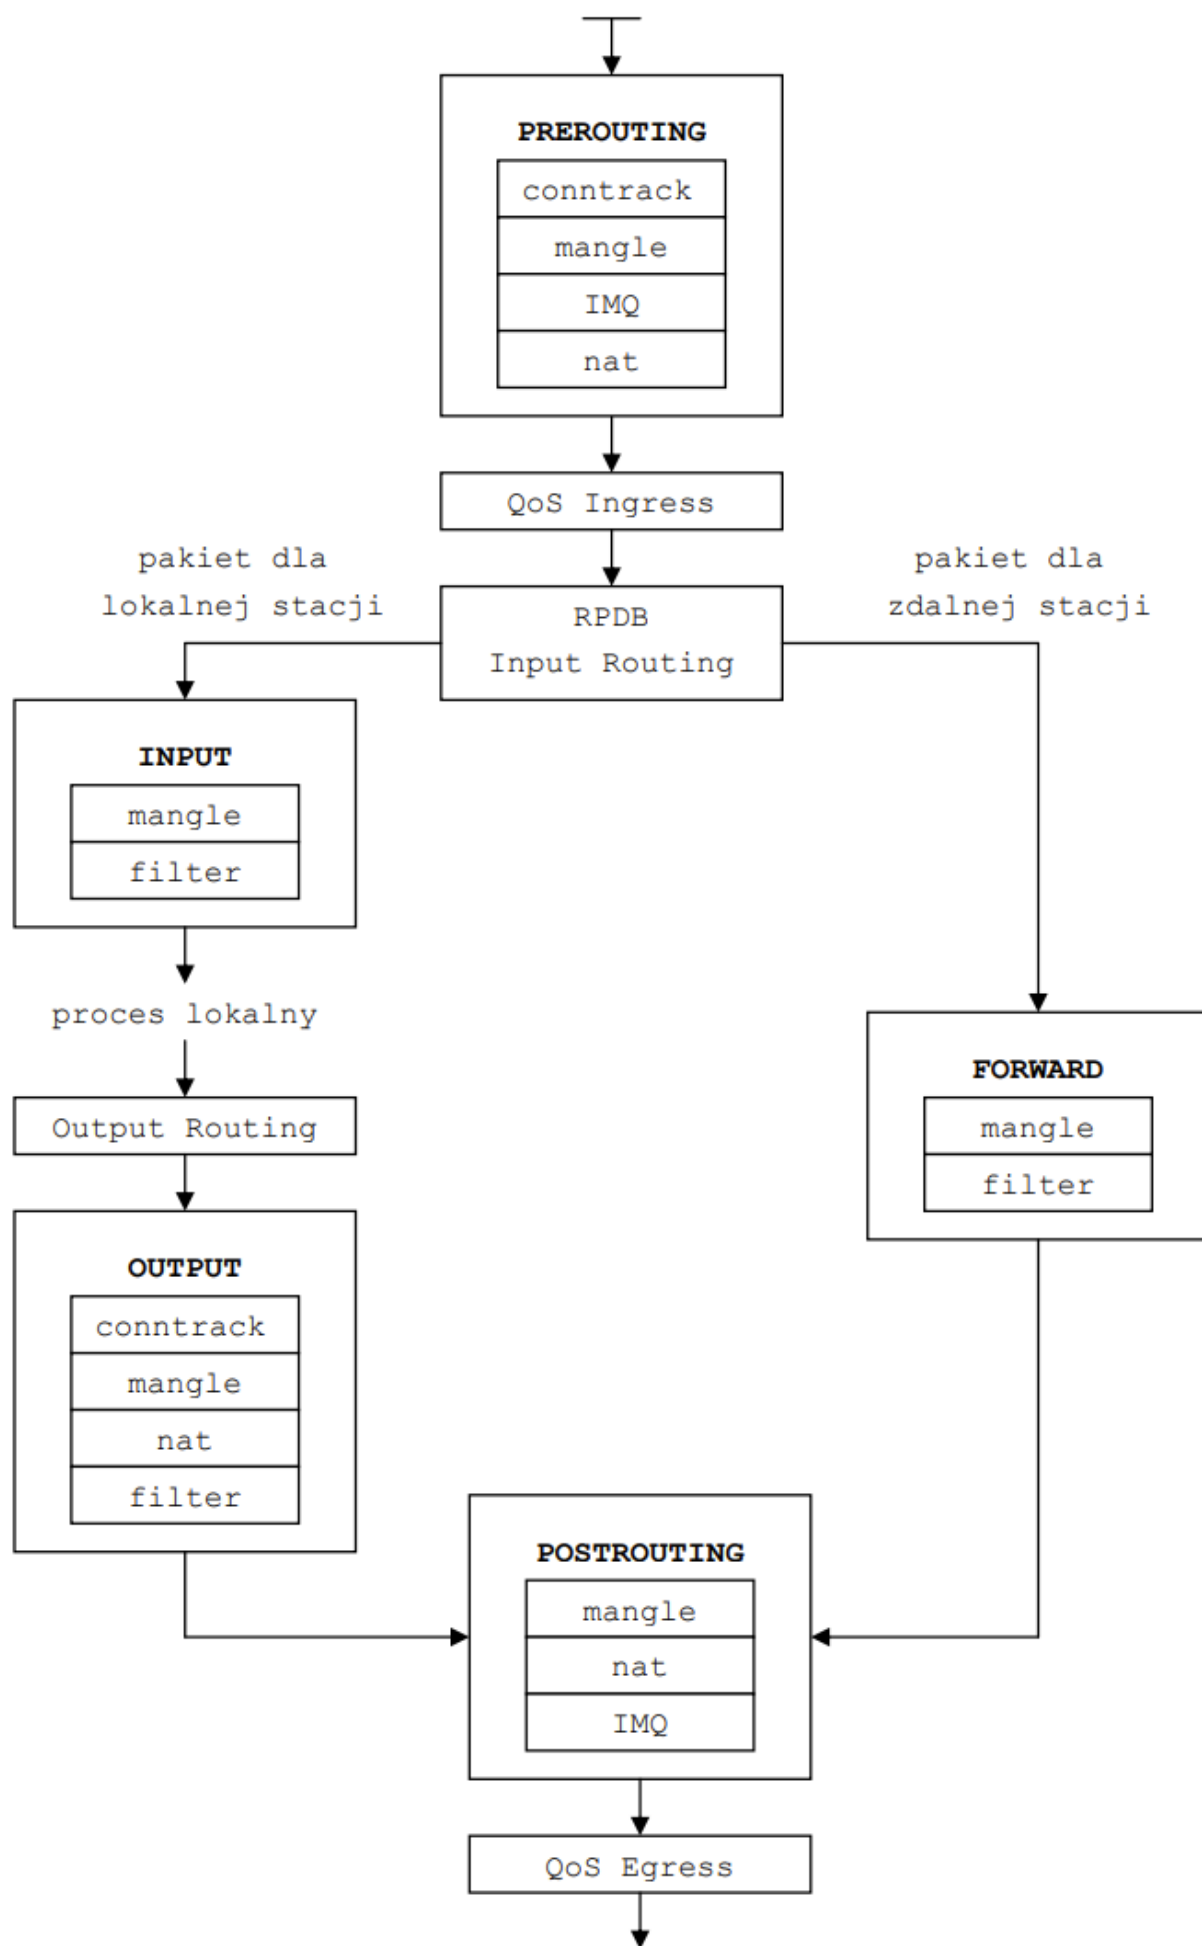 PREROUTING
conntrack
mangle
IMQ
nat
QoS Ingress
pakiet dla
lokalnej stacji
pakiet dla
zdalnej stacji
RPDB
Input Routing
INPUT
mangle
filter
proces lokalny
Output Routing
FORWARD
mangle
filter
OUTPUT
conntrack
mangle
nat
filter
POSTROUTING
mangle
nat
IMQ
QoS Egress